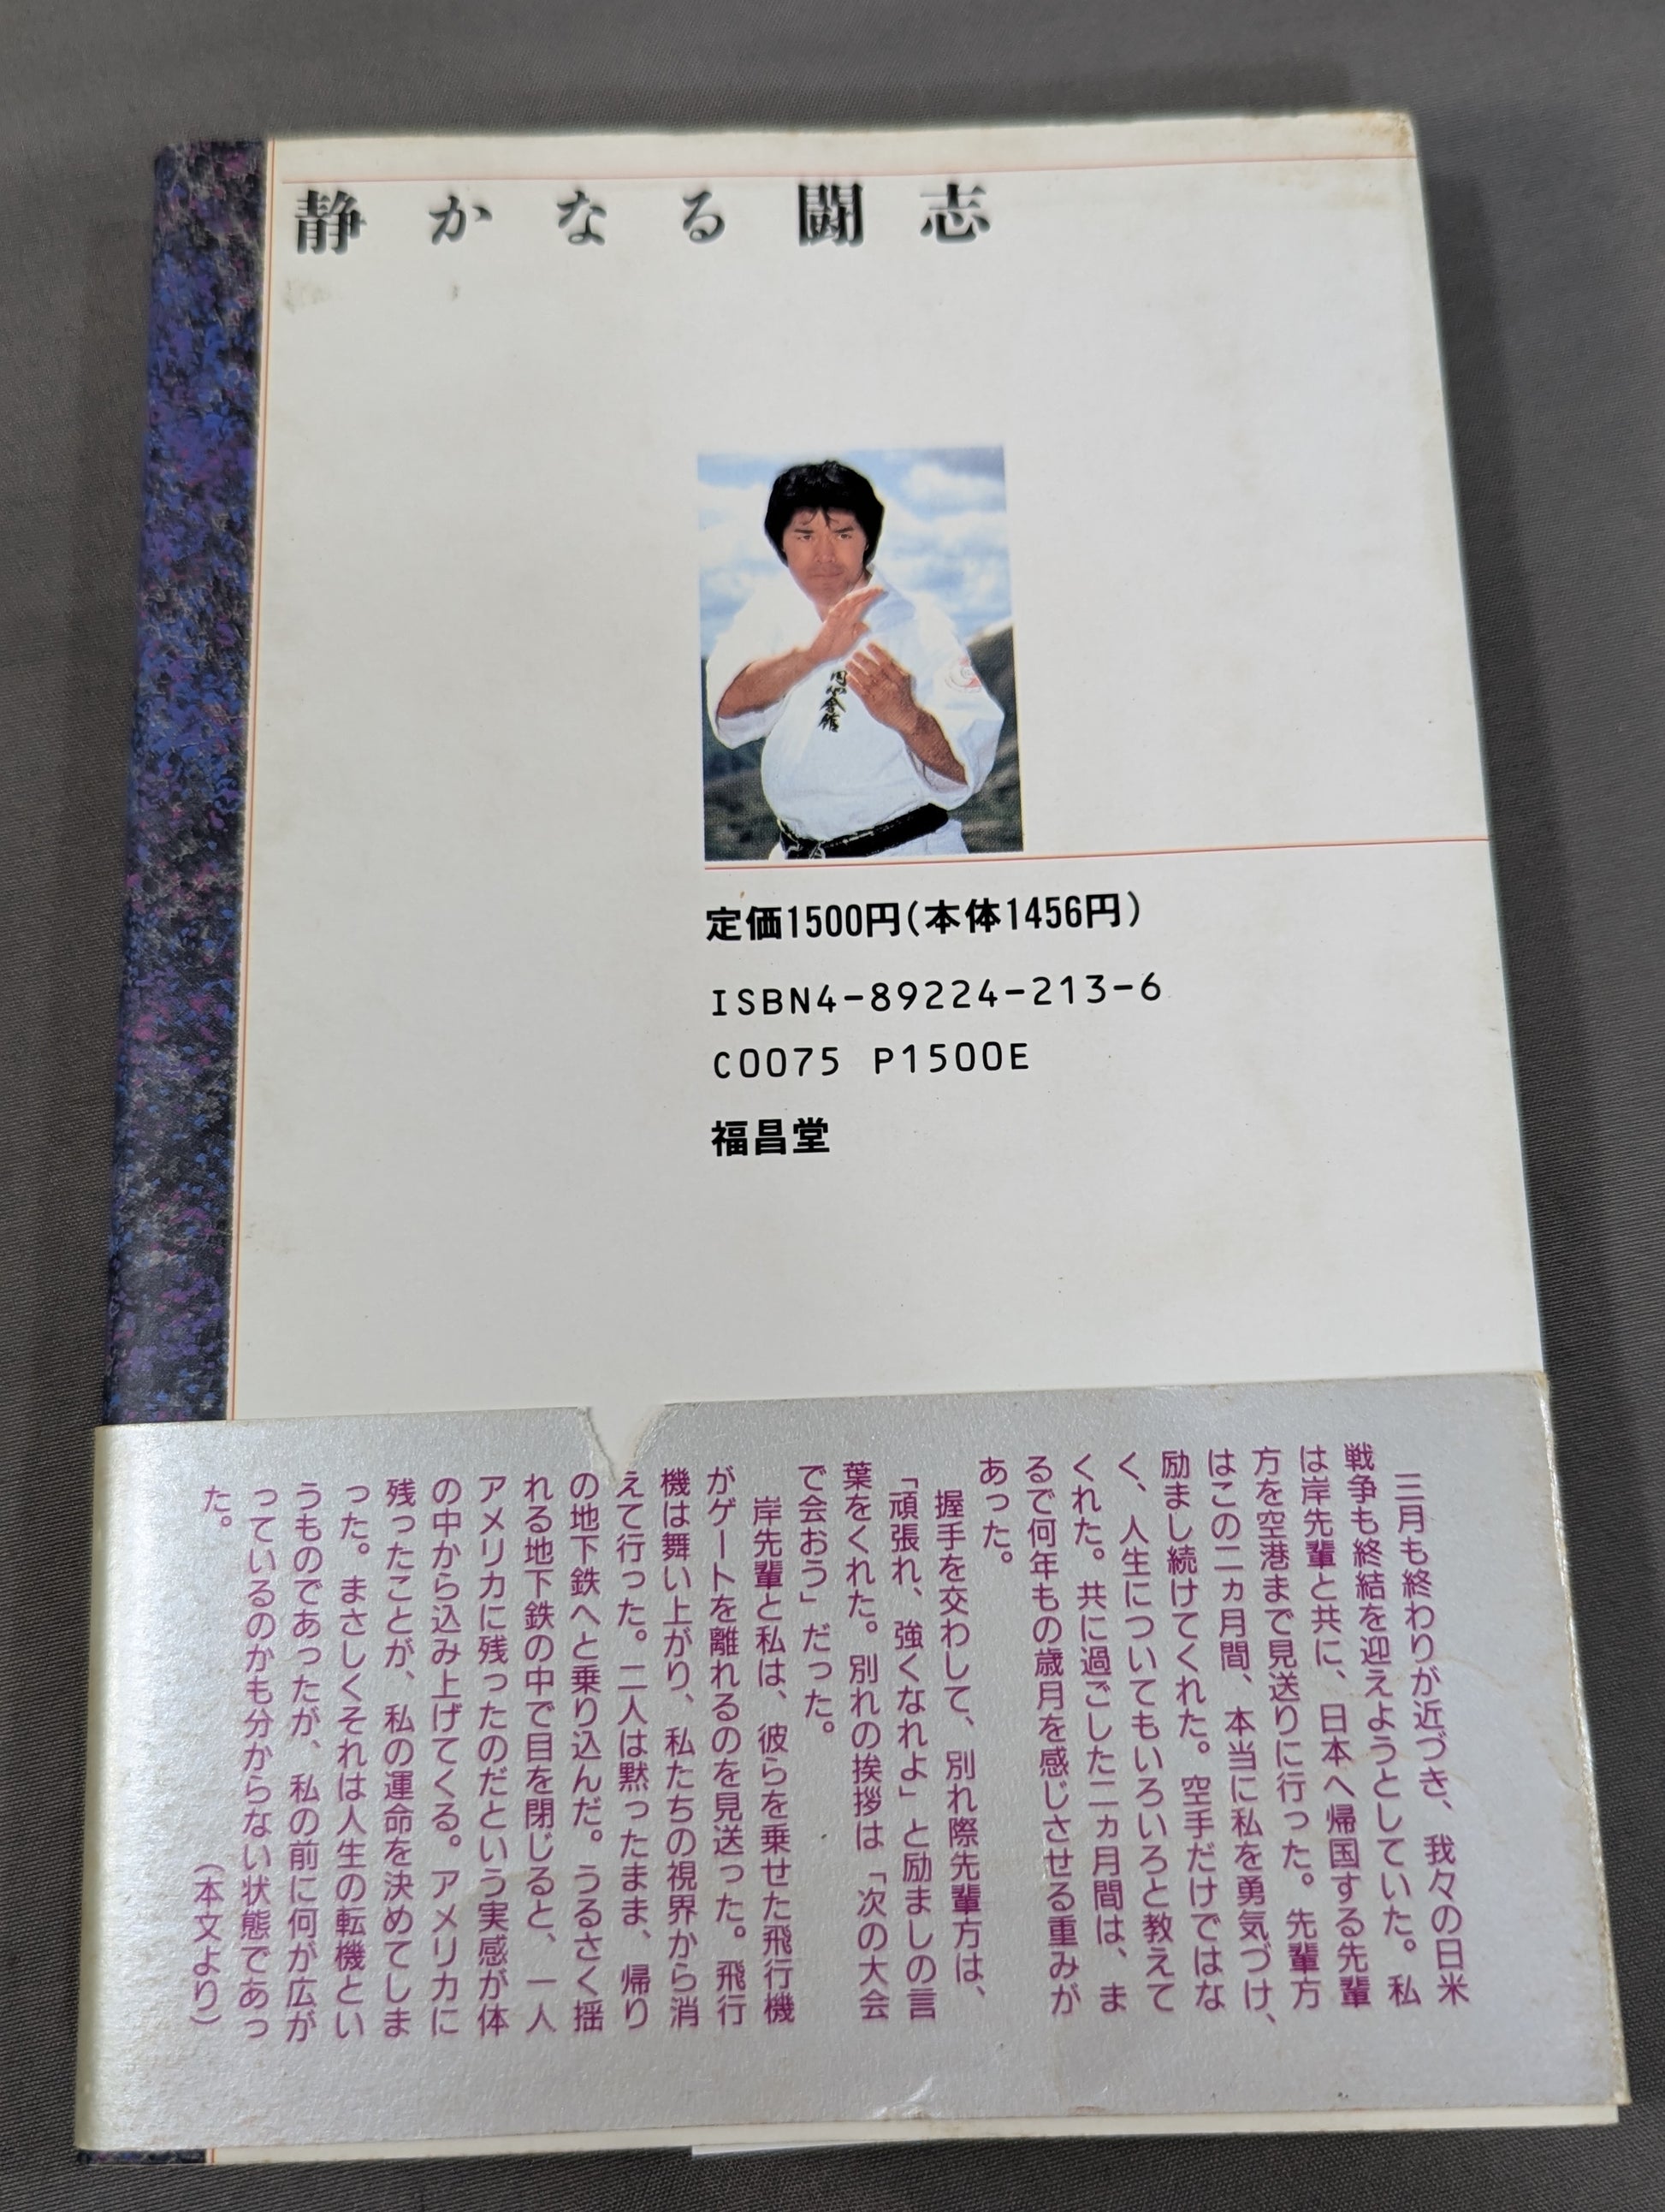 静かなる闘志
円心会館
定価1500円(本体1456円)
ISBN4-89224-213-6
C0075 P1500E
福昌堂
三月も終わりが近づき、我々の日米
戦争も終結を迎えようとしていた。私
は岸先輩と共に、日本へ帰国する先輩
方を空港まで見送りに行った。先輩方
はこの二ヵ月間、本当に私を勇気づけ、
励まし続けてくれた。空手だけではな
く、人生についてもいろいろと教えて
くれた。共に過ごした二ヵ月間は、ま
るで何年もの歳月を感じさせる重みが
あった。
握手を交わして、別れ際先輩方は、
「頑張れ、強くなれよ」と励ましの言
葉をくれた。別れの挨拶は「次の大会
で会おう」だった。
岸先輩と私は、彼らを乗せた飛行機
がゲートを離れるのを見送った。飛行
機は舞い上がり、私たちの視界から消
えて行った。二人は黙ったまま、帰り
の地下鉄へと乗り込んだ。うるさく揺
れる地下鉄の中で目を閉じると、一人
アメリカに残ったのだという実感が体
の中から込み上げてくる。アメリカに
残ったことが、私の運命を決めてしま
った。まさしくそれは人生の転機とい
うものであったが、私の前に何が広が
っているのかも分からない状態であっ
た。
(本文より)